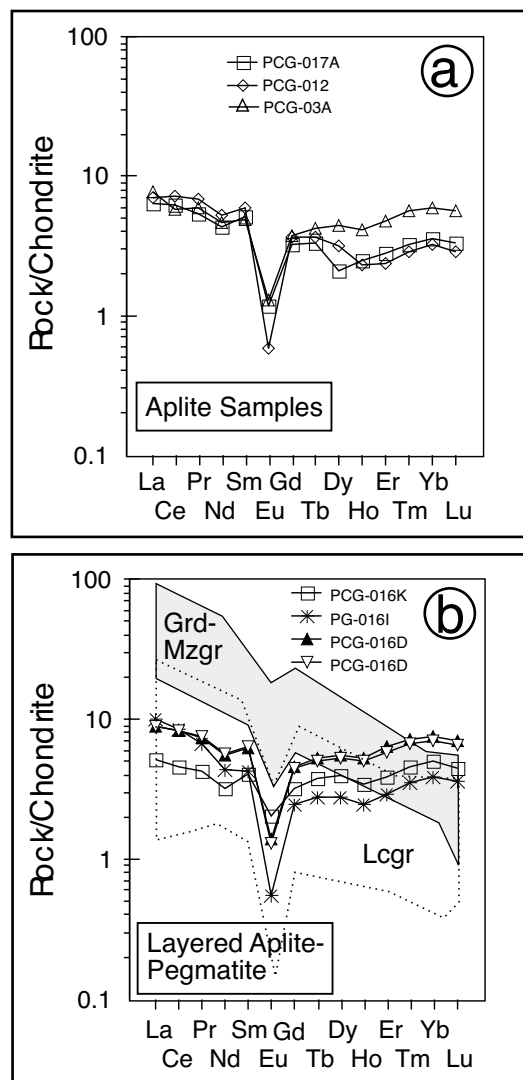 100
10
1
0.1
Rock/Chondrite
PCG-017A
PCG-012
PCG-03A
a
Aplite Samples
La Pr Sm Gd Dy Er Yb
Ce Nd Eu Tb Ho Tm Lu
100
10
1
0.1
Rock/Chondrite
PCG-016K
PG-016I
PCG-016D
PCG-016D
b
Grd-
Mzgr
Lcgr
Layered Aplite-
Pegmatite
La Pr Sm Gd Dy Er Yb
Ce Nd Eu Tb Ho Tm Lu